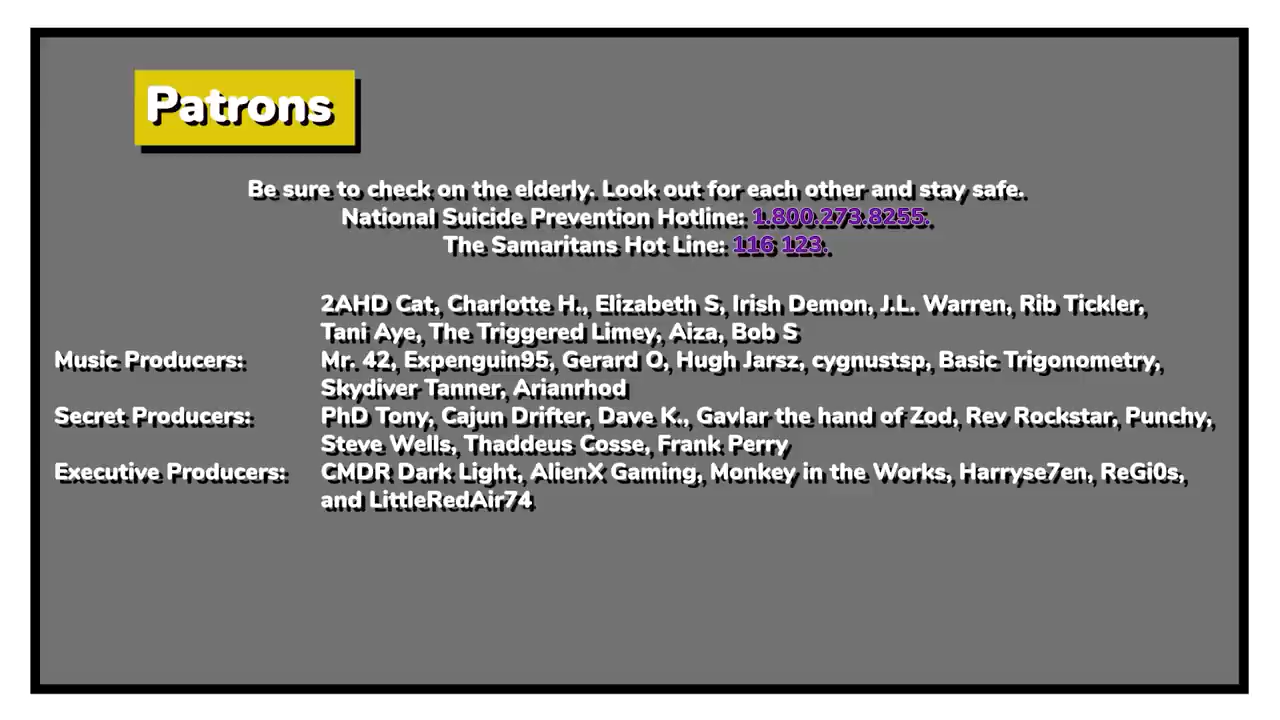 Patrons
Be sure to check on the elderly. Look out for each other and stay safe.
National Suicide Prevention Hotline: 1.800.273.8255.
The Samaritans Hot Line: 116 123.
2AHD Cat, Charlotte H., Elizabeth S, Irish Demon, J.L. Warren, Rib Tickler,
Tani Aye, The Triggered Limey, Aiza, Bob S
Music Producers: Mr. 42, Expenguin95, Gerard O, Hugh Jarsz, cygnustsp, Basic Trigonometry,
Skydiver Tanner, Arianrhod
Secret Producers: PhD Tony, Cajun Drifter, Dave K., Gavlar the hand of Zod, Rev Rockstar, Punchy,
Steve Wells, Thaddeus Cosse, Frank Perry
Executive Producers: CMDR Dark Light, AlienX Gaming, Monkey in the Works, Harryse7en, ReGi0s,
and LittleRedAir74